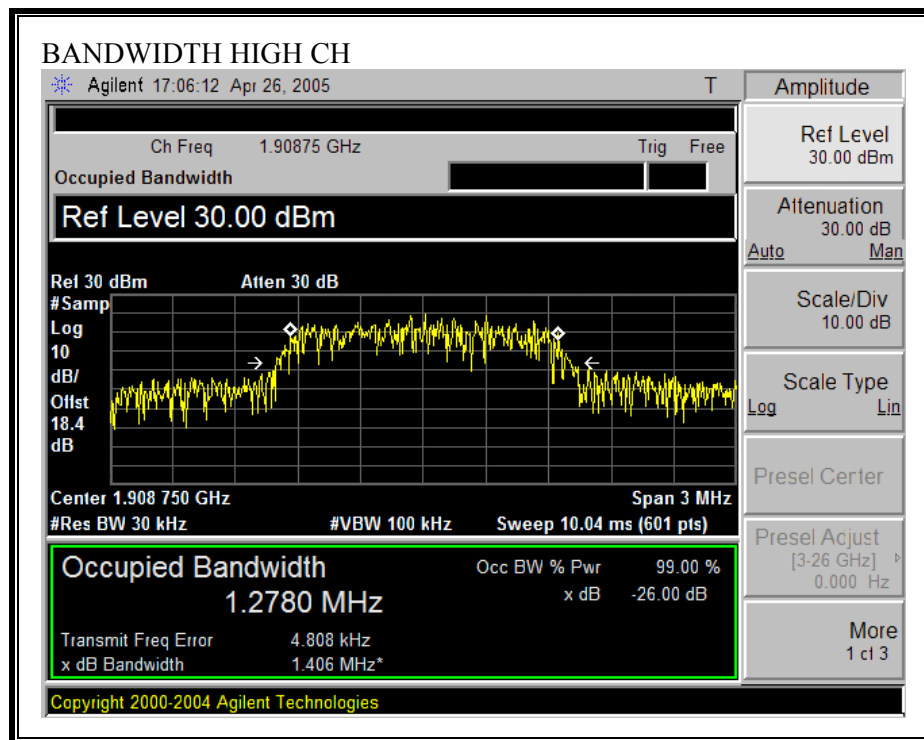 BANDWIDTH HIGH CH
Agilent 17:06:12 Apr 26, 2005 T
Ch Freq 1.90875 GHz Trig Free
Occupied Bandwidth
Ref Level 30.00 dBm
Ref 30 dBm Atten 30 dB
#Samp
Log
10
dB/
Offst
18.4
dB
Center 1.908 750 GHz Span 3 MHz
#Res BW 30 kHz #VBW 100 kHz Sweep 10.04 ms (601 pts)
Occupied Bandwidth Occ BW % Pwr 99.00 %
1.2780 MHz x dB -26.00 dB
Transmit Freq Error 4.808 kHz
x dB Bandwidth 1.406 MHz*
Copyright 2000-2004 Agilent Technologies
Amplitude
Ref Level
30.00 dBm
Attenuation
30.00 dB
Auto Man
Scale/Div
10.00 dB
Scale Type
Log Lin
Presel Center
Presel Adjust
[3-26 GHz]
0.000 Hz
More
1 of 3